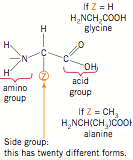 If Z = H
H₂NCH₂COOH
glycine
H
H
N
C
C
O
H
OH
Z
amino
group
acid
group
If Z = CH₃
H₂NCH(CH₃)COOH
alanine
Side group:
this has twenty different forms.